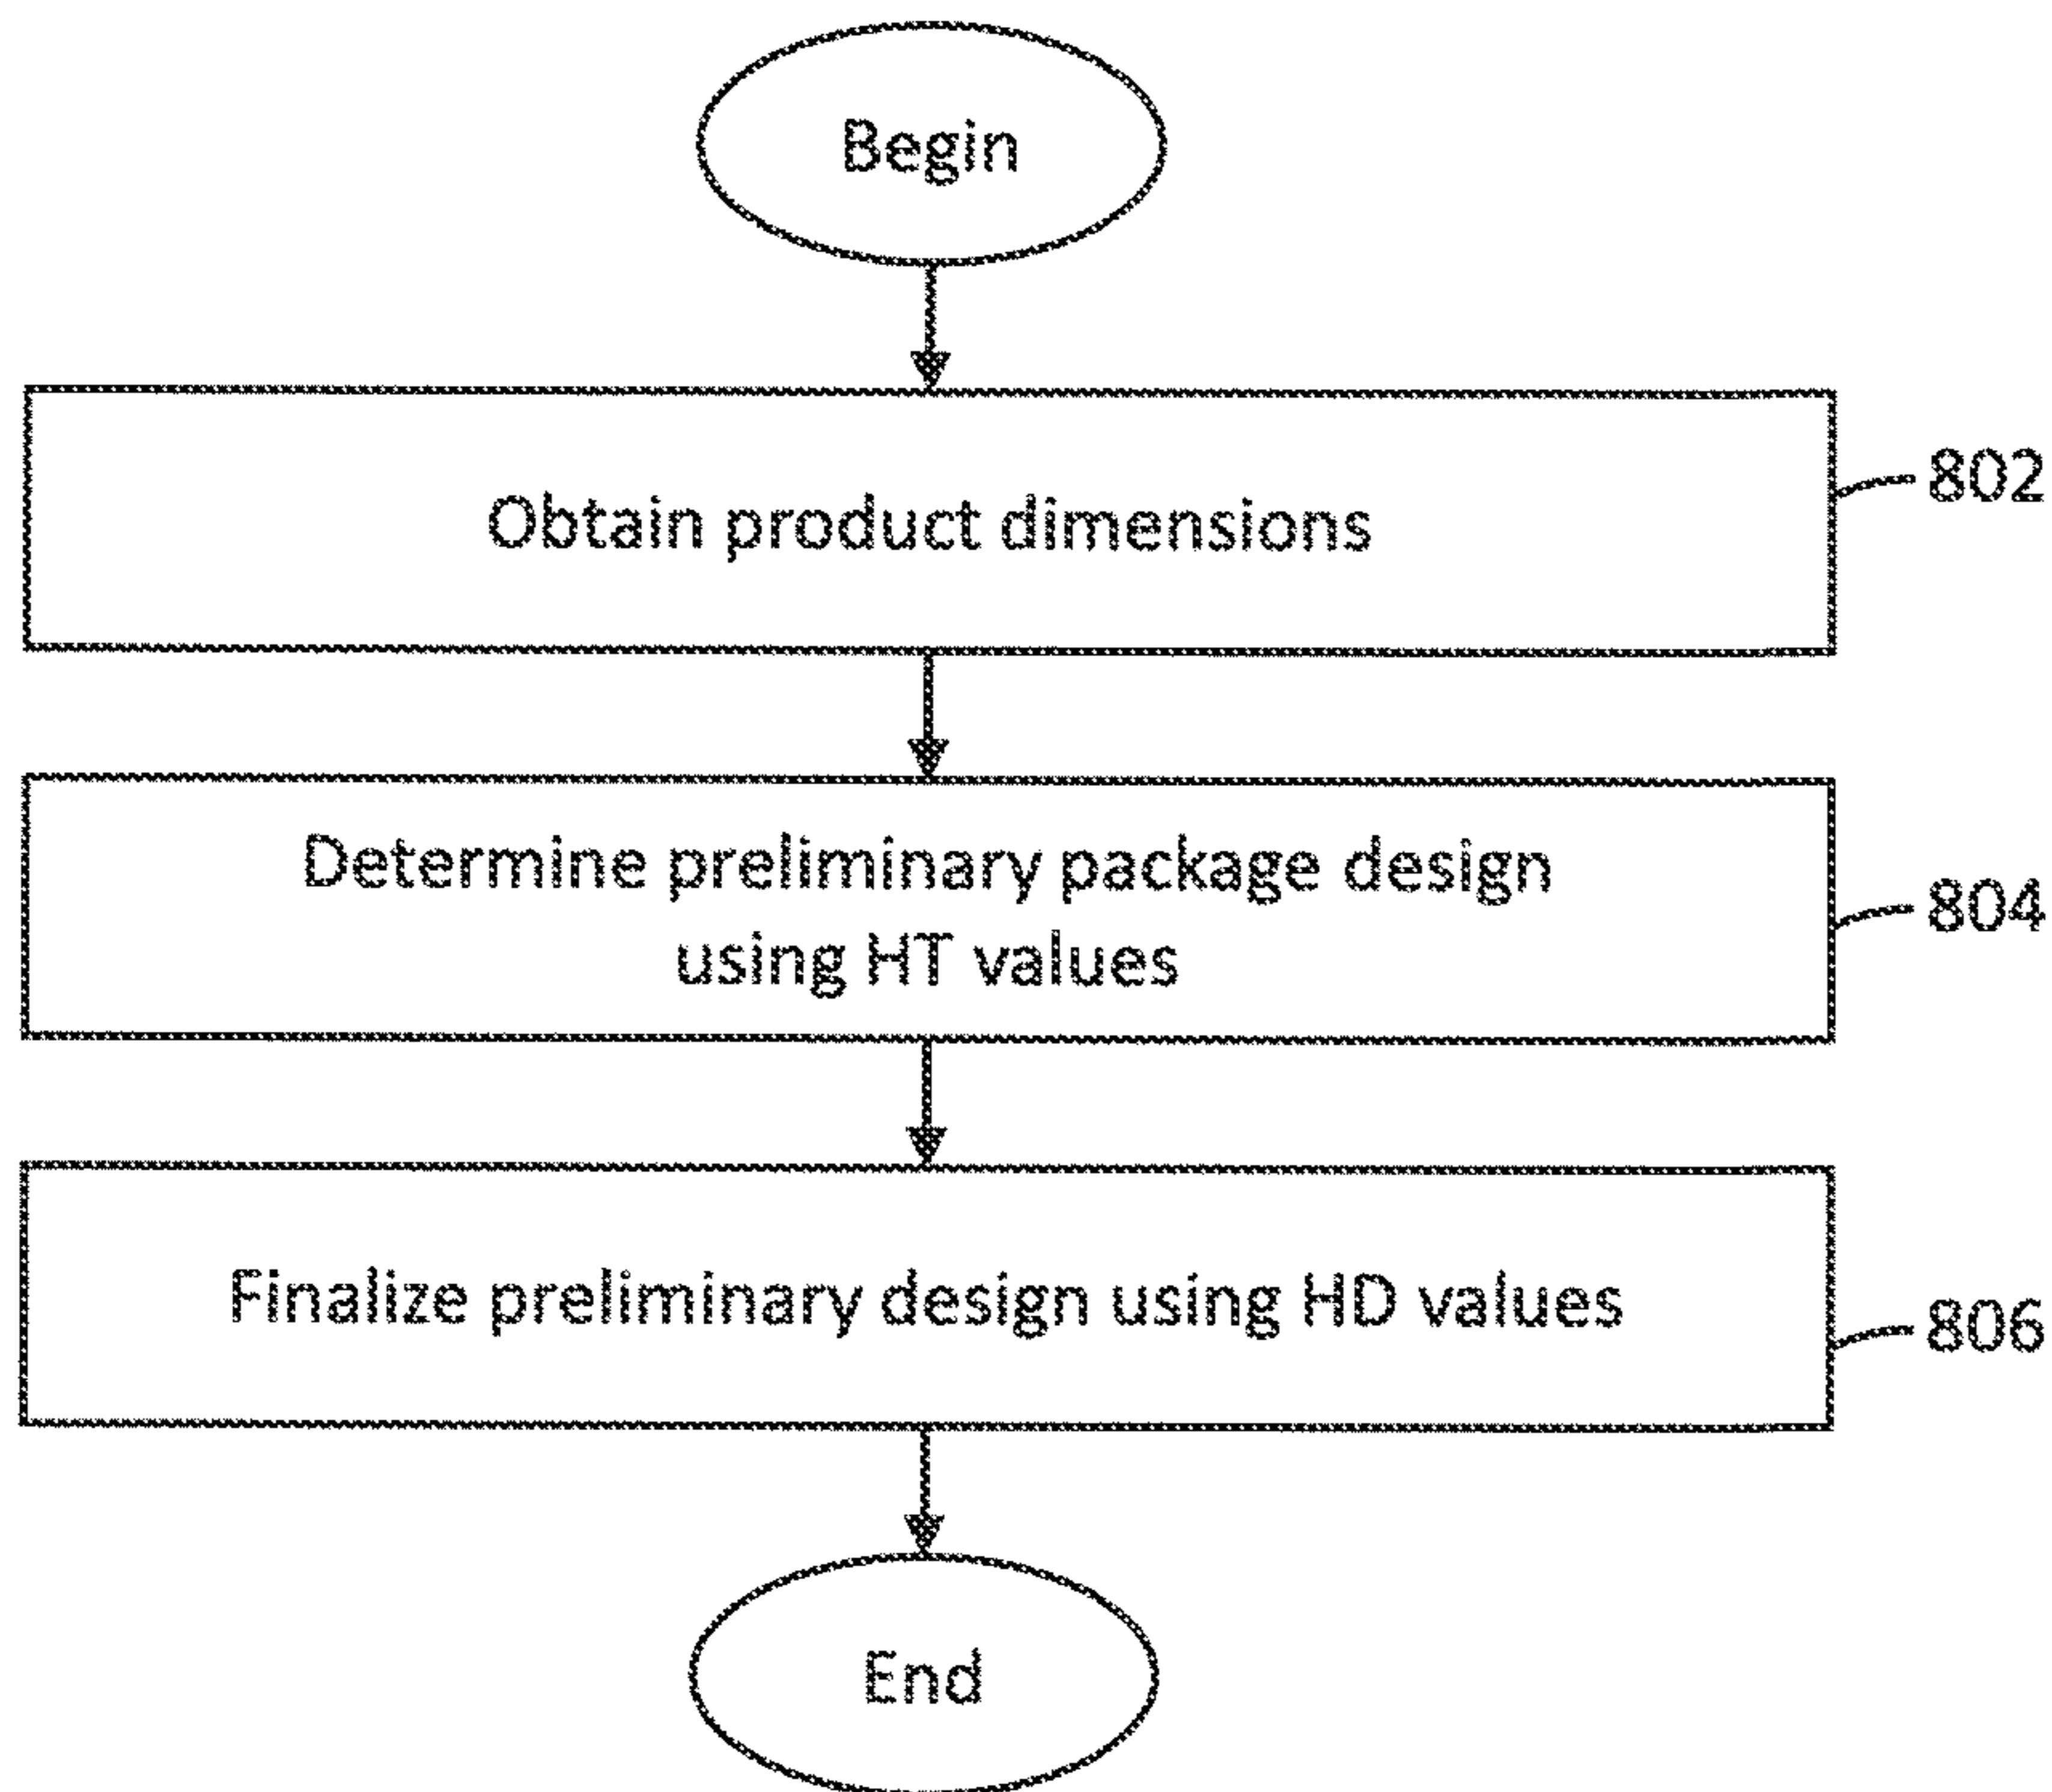 Begin
Obtain product dimensions
802
Determine preliminary package design
using HT values
804
Finalize preliminary design using HD values
806
End